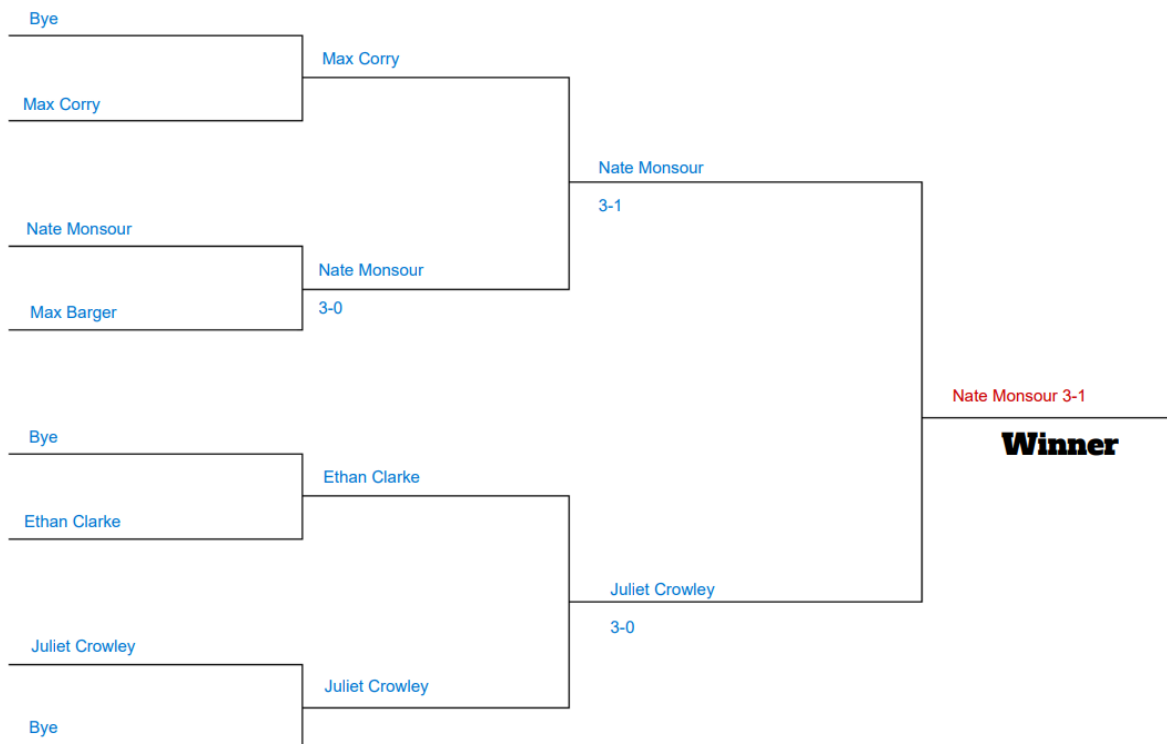 Bye
Max Corry
Max Corry
Nate Monsour
3-1
Nate Monsour
Nate Monsour
3-0
Max Barger
Nate Monsour 3-1
Winner
Bye
Ethan Clarke
Ethan Clarke
Juliet Crowley
3-0
Juliet Crowley
Juliet Crowley
Bye